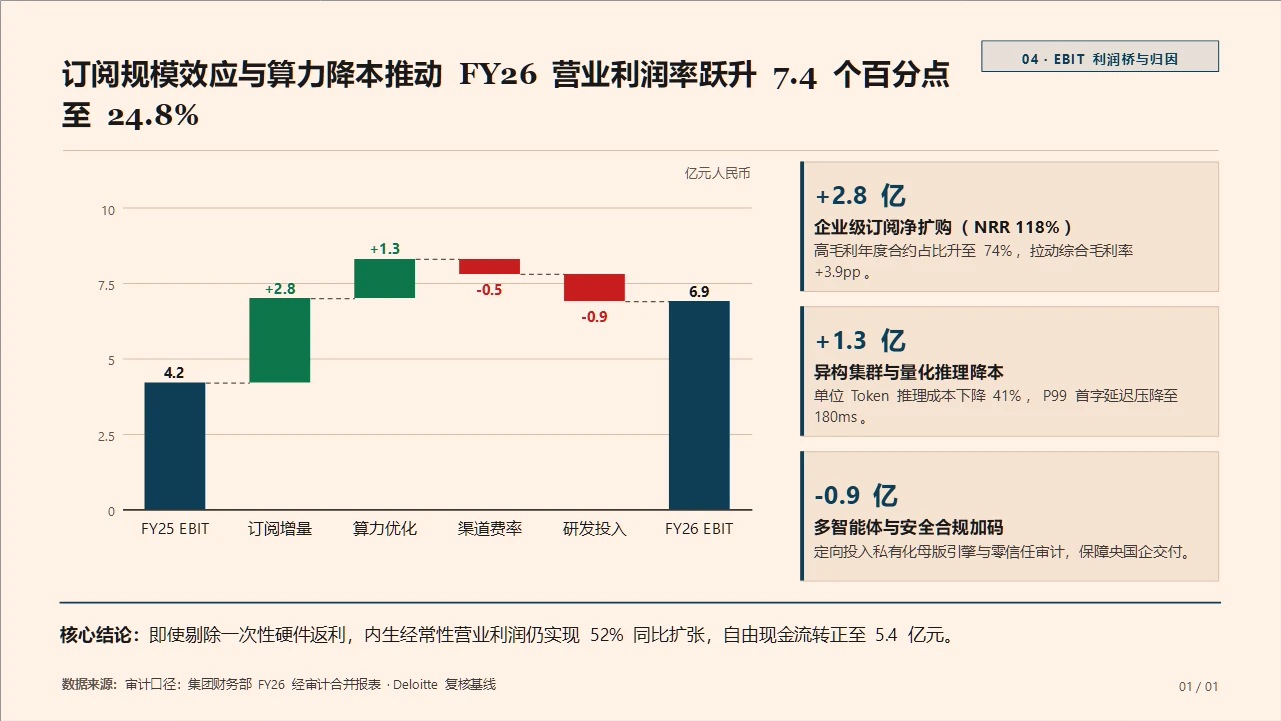 订阅规模效应与算力降本推动 FY26 营业利润率跃升 7.4 个百分点
至 24.8%
04 · EBIT 利润桥与归因
亿元人民币
10
7.5
5
2.5
0
4.2
+2.8
+1.3
-0.5
-0.9
6.9
FY25 EBIT
订阅增量
算力优化
渠道费率
研发投入
FY26 EBIT
+2.8 亿
企业级订阅净扩购（NRR 118%）
高毛利年度合约占比升至 74%，拉动综合毛利率
+3.9pp。
+1.3 亿
异构集群与量化推理降本
单位 Token 推理成本下降 41%， P99 首字延迟压降至
180ms。
-0.9 亿
多智能体与安全合规加码
定向投入私有化母版引擎与零信任审计，保障央国企交付。
核心结论：即使剔除一次性硬件返利，内生经常性营业利润仍实现 52% 同比扩张，自由现金流转正至 5.4 亿元。
数据来源：审计口径：集团财务部 FY26 经审计合并报表 · Deloitte 复核基线
01 / 01